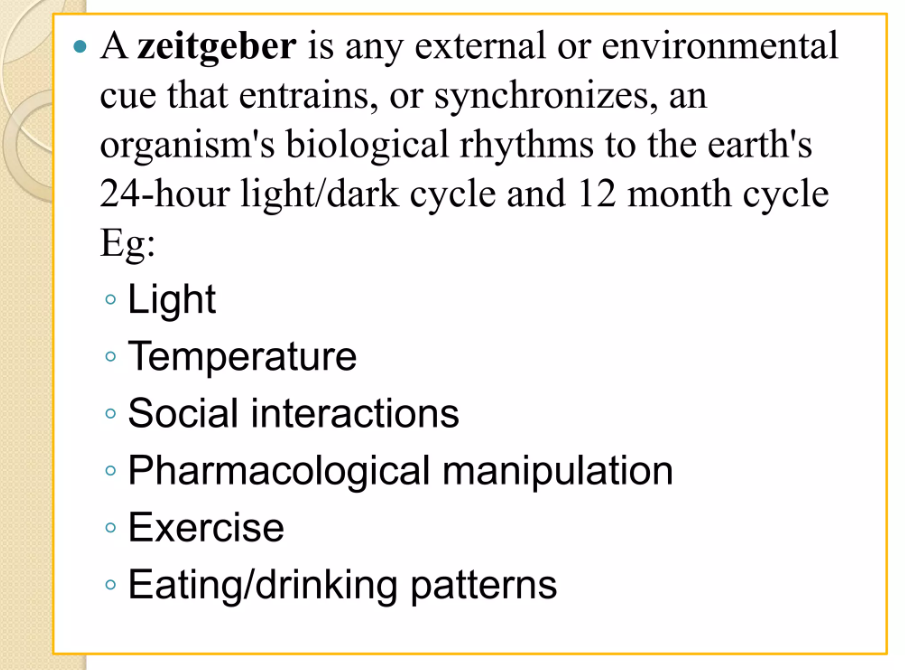 • A zeitgeber is any external or environmental
cue that entrains, or synchronizes, an
organism's biological rhythms to the earth's
24-hour light/dark cycle and 12 month cycle
Eg:
◦ Light
◦ Temperature
◦ Social interactions
◦ Pharmacological manipulation
◦ Exercise
◦ Eating/drinking patterns